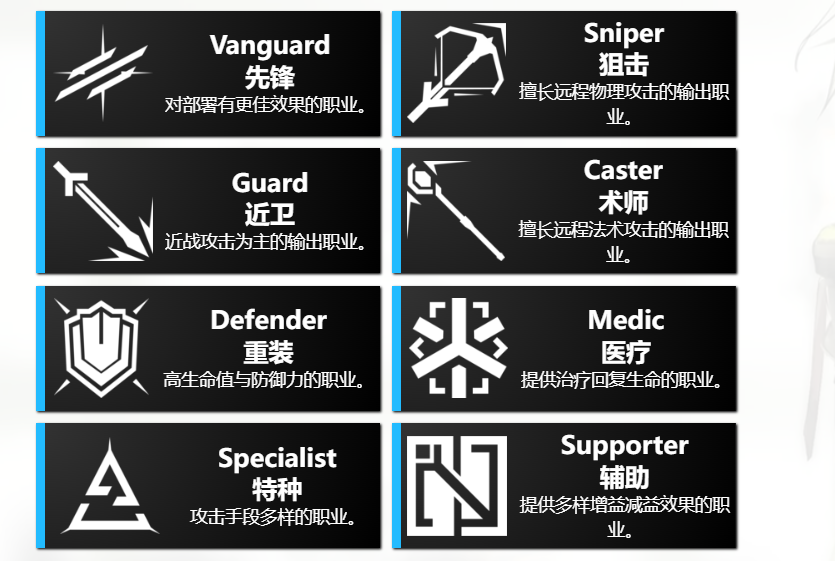 Vanguard
先锋
对部署有更佳效果的职业。
Sniper
狙击
擅长远程物理攻击的输出职
业。
Guard
近卫
近战攻击为主的输出职业。
Caster
术师
擅长远程法术攻击的输出职
业。
Defender
重装
高生命值与防御力的职业。
Medic
医疗
提供治疗回复生命的职业。
Specialist
特种
攻击手段多样的职业。
Supporter
辅助
提供多样增益减益效果的职
业。